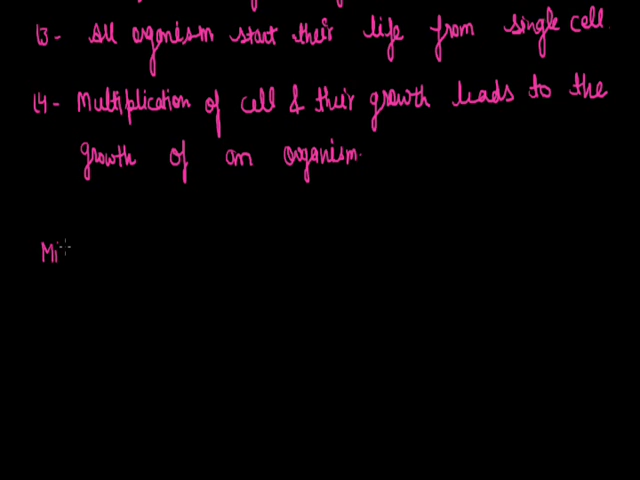 13- All organism start their life from single cell.
14- Multiplication of cell & their growth leads to the
growth of an organism.
Mi